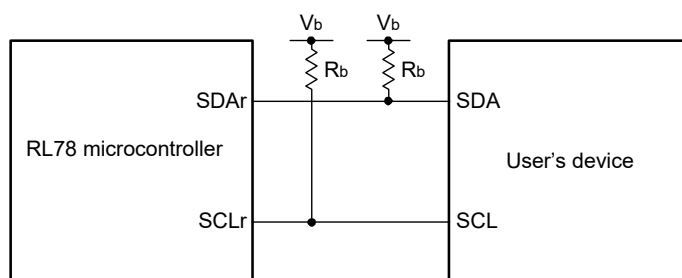 Vb Vb
Rb Rb
SDAr SDA
RL78 microcontroller User's device
SCLr SCL